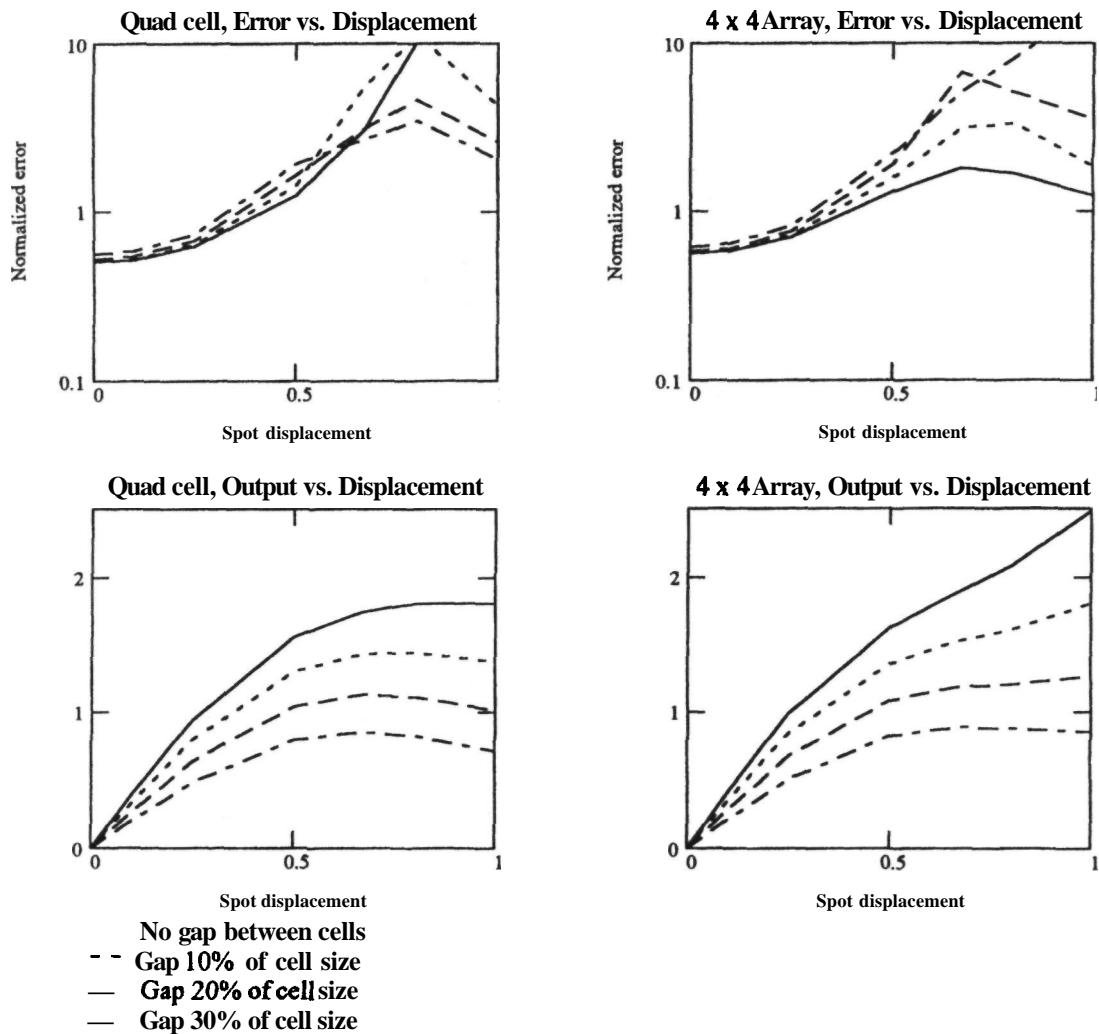 Quad cell, Error vs. Displacement
10
Normalized error
1
0.1
0
0.5
Spot displacement
4 x 4 Array, Error vs. Displacement
10
Normalized error
1
0.1
0
0.5
1
Spot displacement
Quad cell, Output vs. Displacement
2
1
0
0
0.5
1
Spot displacement
4 x 4 Array, Output vs. Displacement
2
1
0
0
0.5
1
Spot displacement
No gap between cells
Gap 10% of cell size
Gap 20% of cell size
Gap 30% of cell size